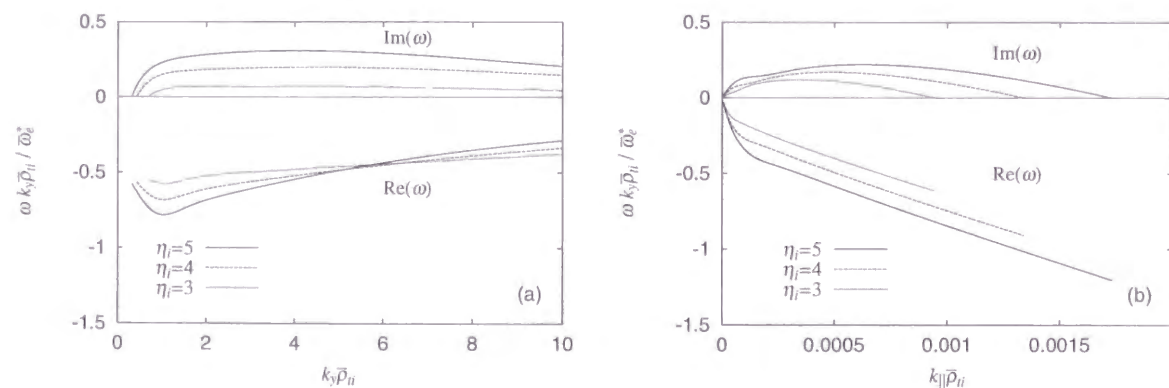 0.5
0
-0.5
-1
-1.5
ω k_y ρ̄_ti / ω̄*_e
Im(ω)
Re(ω)
η_i=5
η_i=4
η_i=3
(a)
0 2 4 6 8 10
k_y ρ̄_ti
0.5
0
-0.5
-1
-1.5
ω k_y ρ̄_ti / ω̄*_e
Im(ω)
Re(ω)
η_i=5
η_i=4
η_i=3
(b)
0 0.0005 0.001 0.0015
k_|| ρ̄_ti